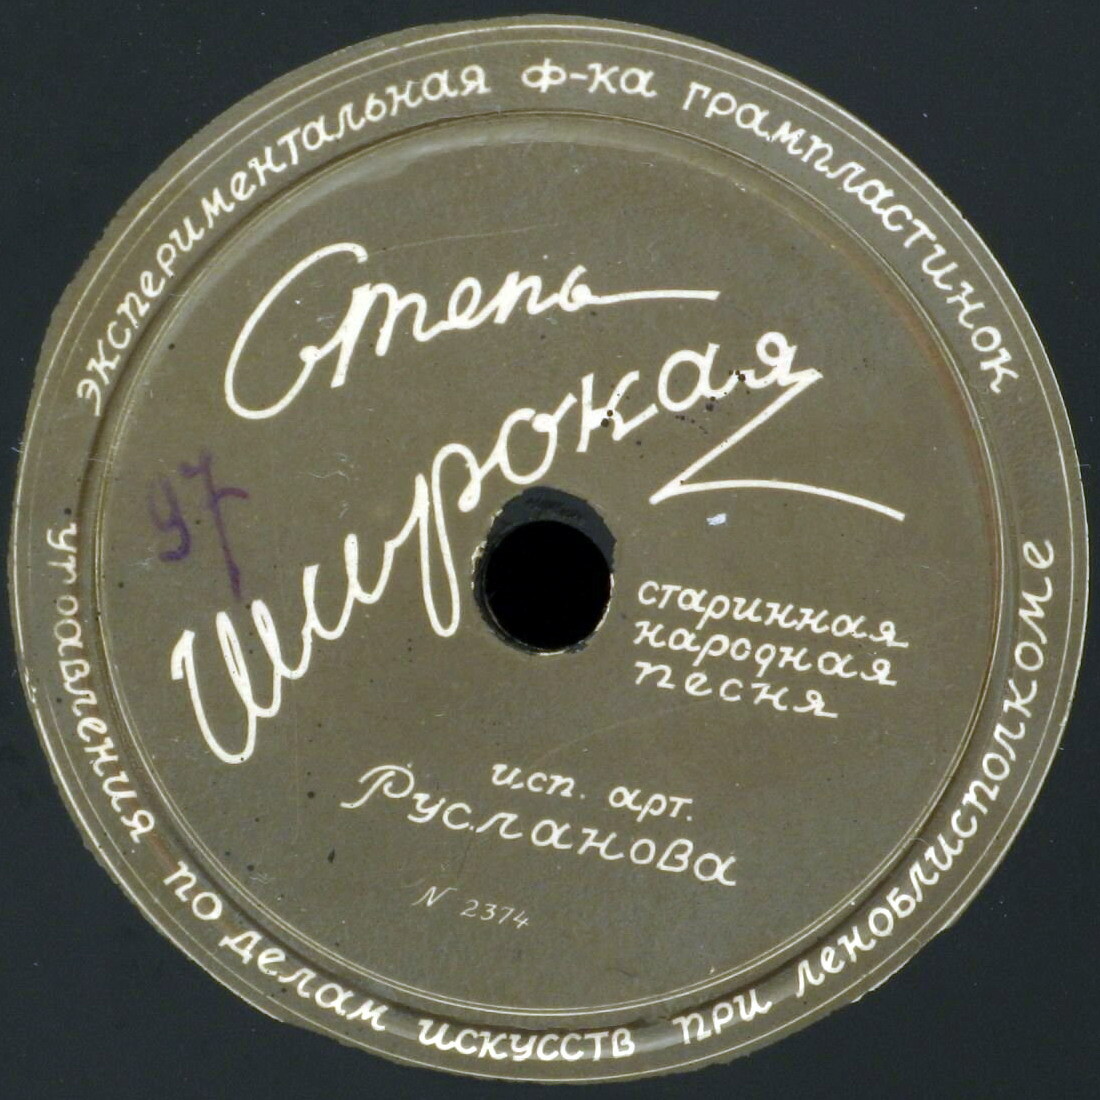 экспериментальная ф-ка грампластинок
Степь
широкая
97
старинная
народная
песня
исп. арт.
Русланова
N 2374
управления по делам искусств при леноблисполкоме